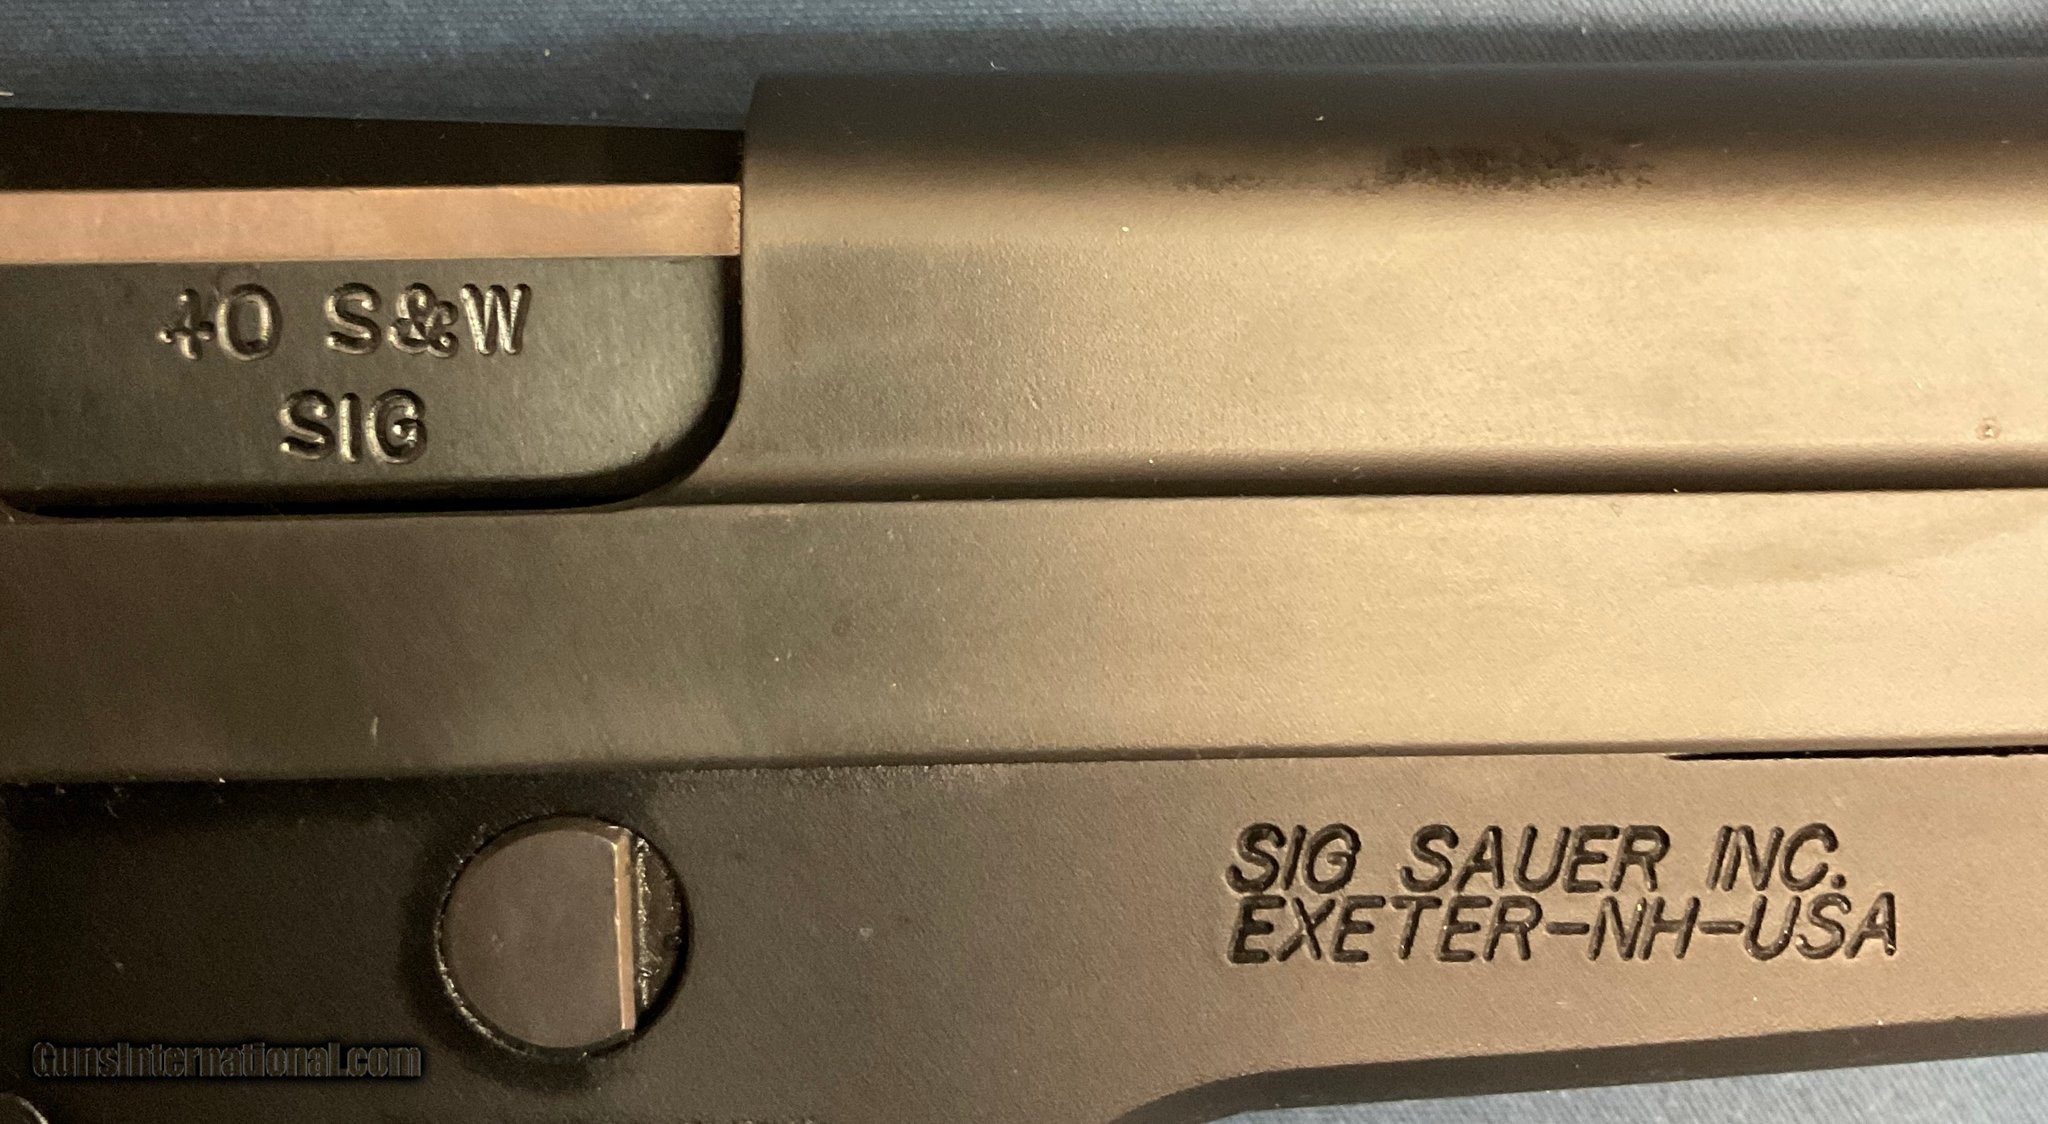 40 S&W
SIG
SIG SAUER INC.
EXETER-NH-USA
GunsInternational.com